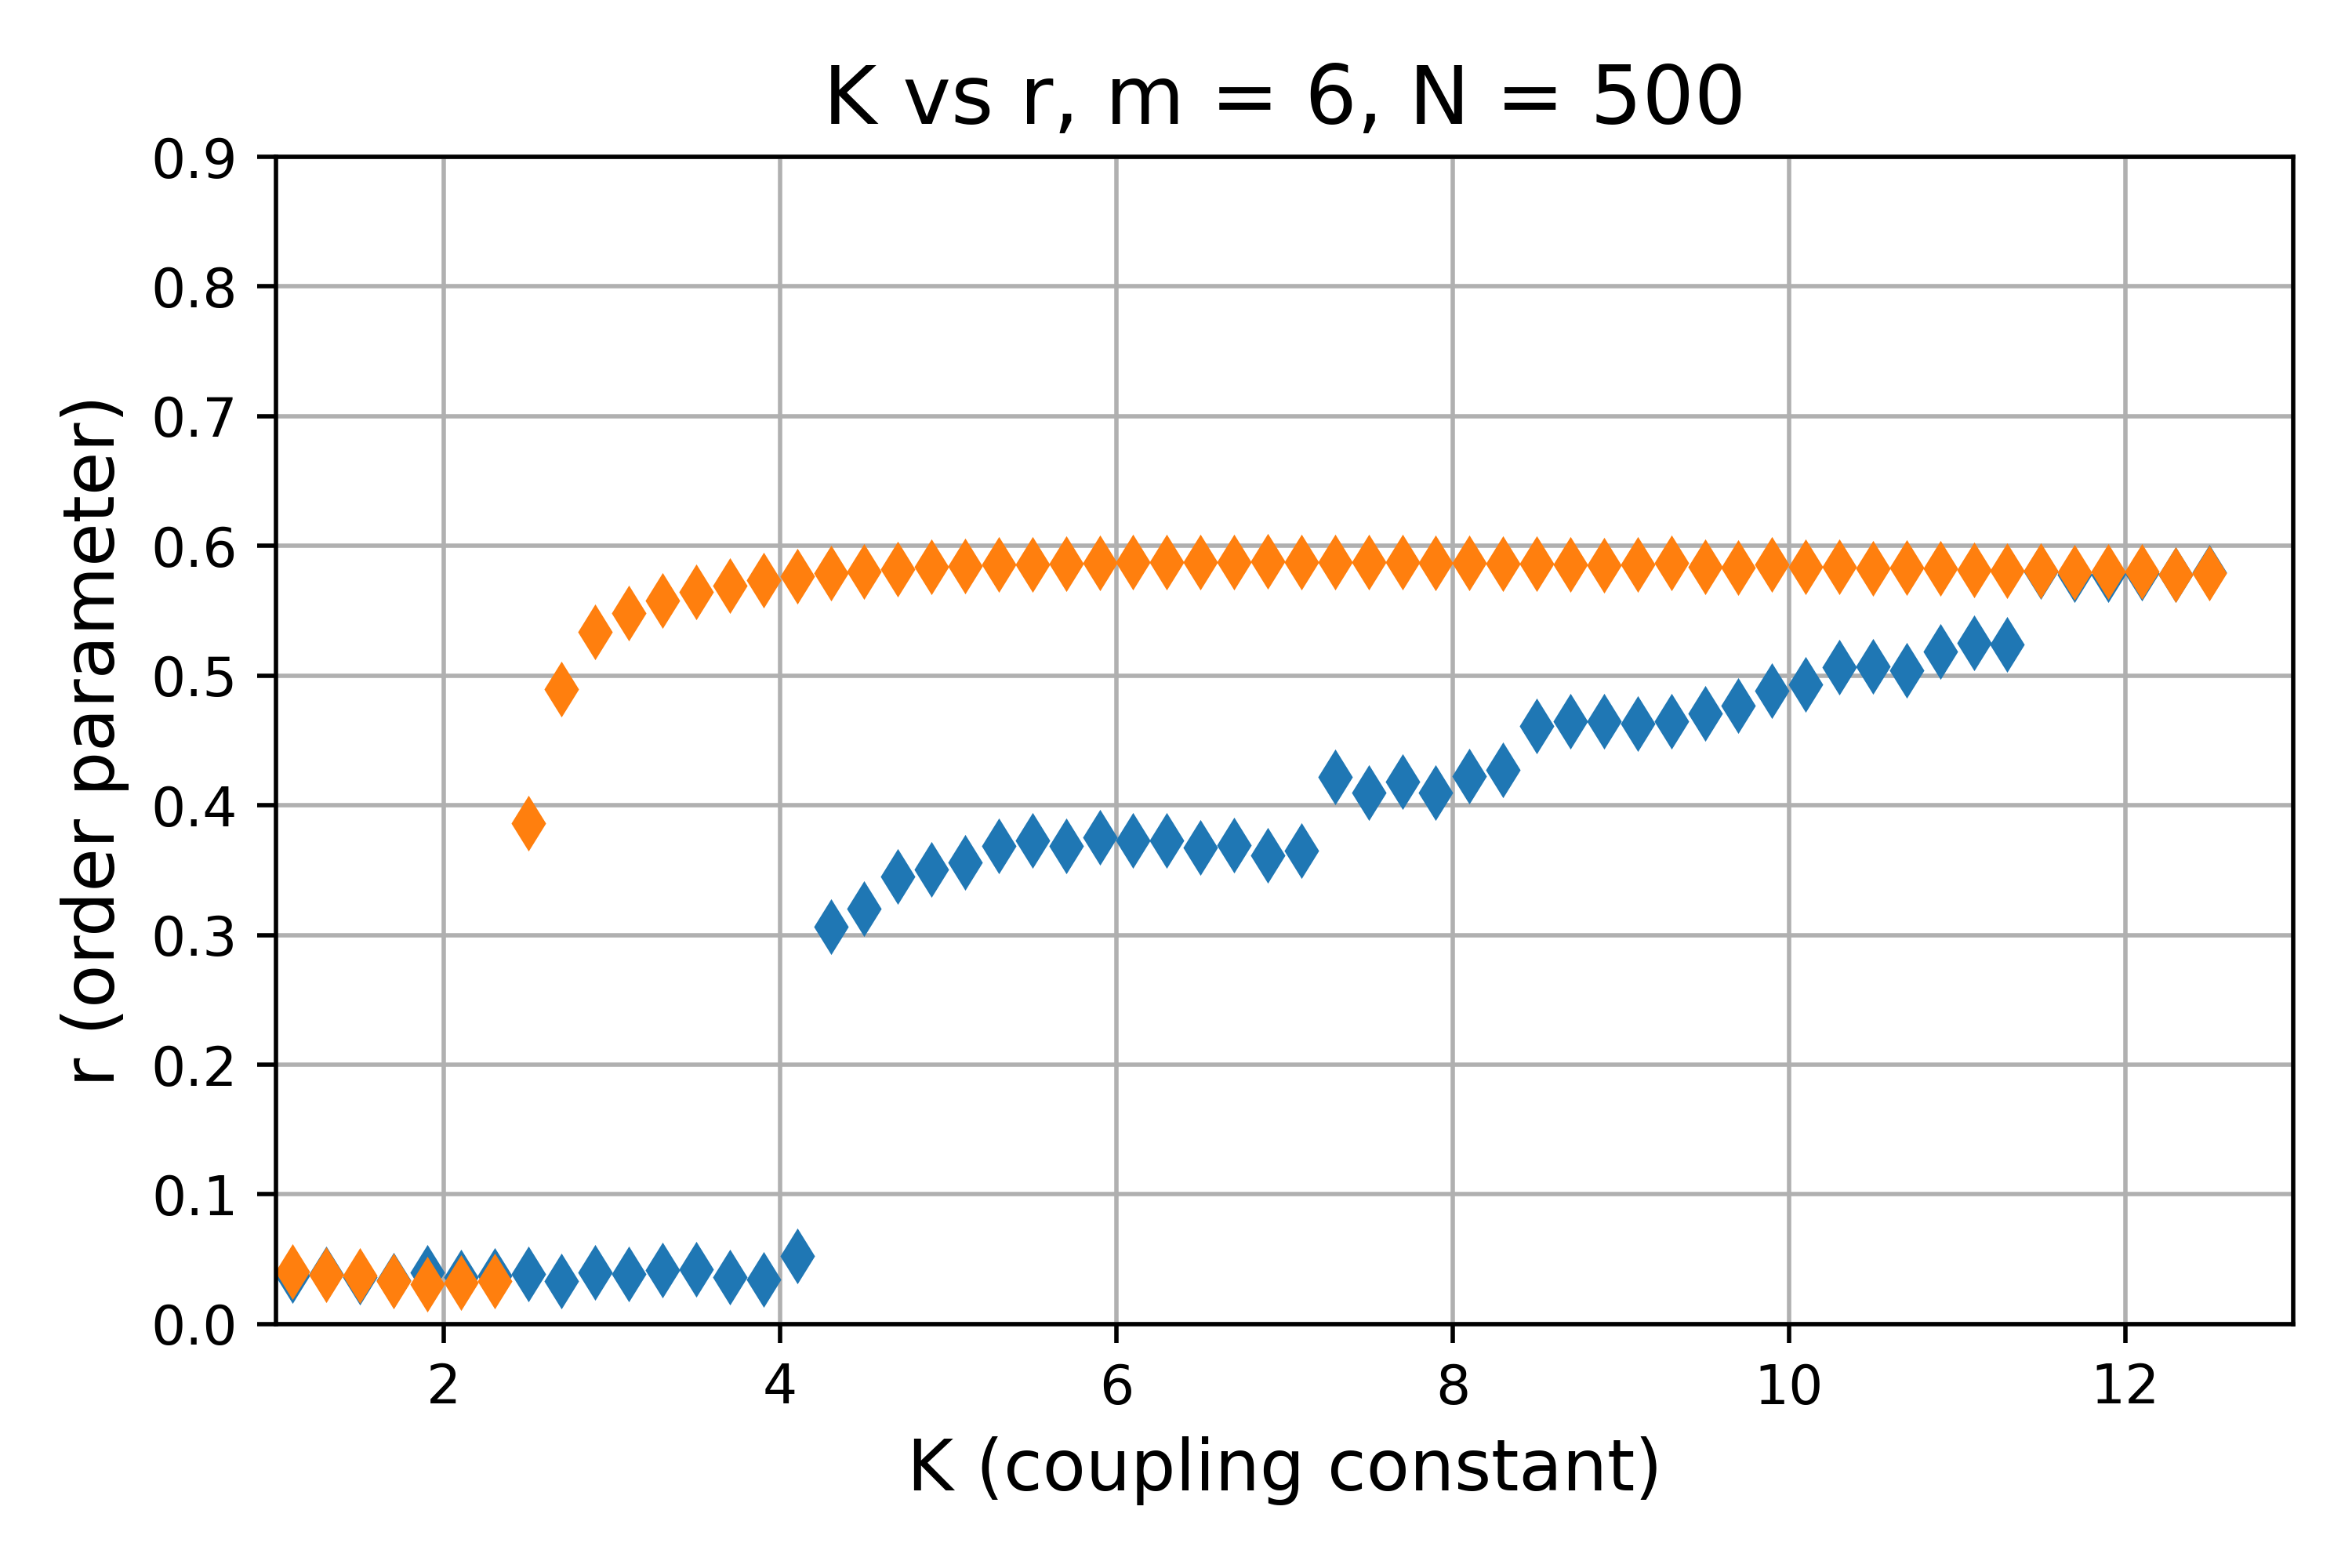 K vs r, m = 6, N = 500
r (order parameter)
0.9
0.8
0.7
0.6
0.5
0.4
0.3
0.2
0.1
0.0
2 4 6 8 10 12
K (coupling constant)